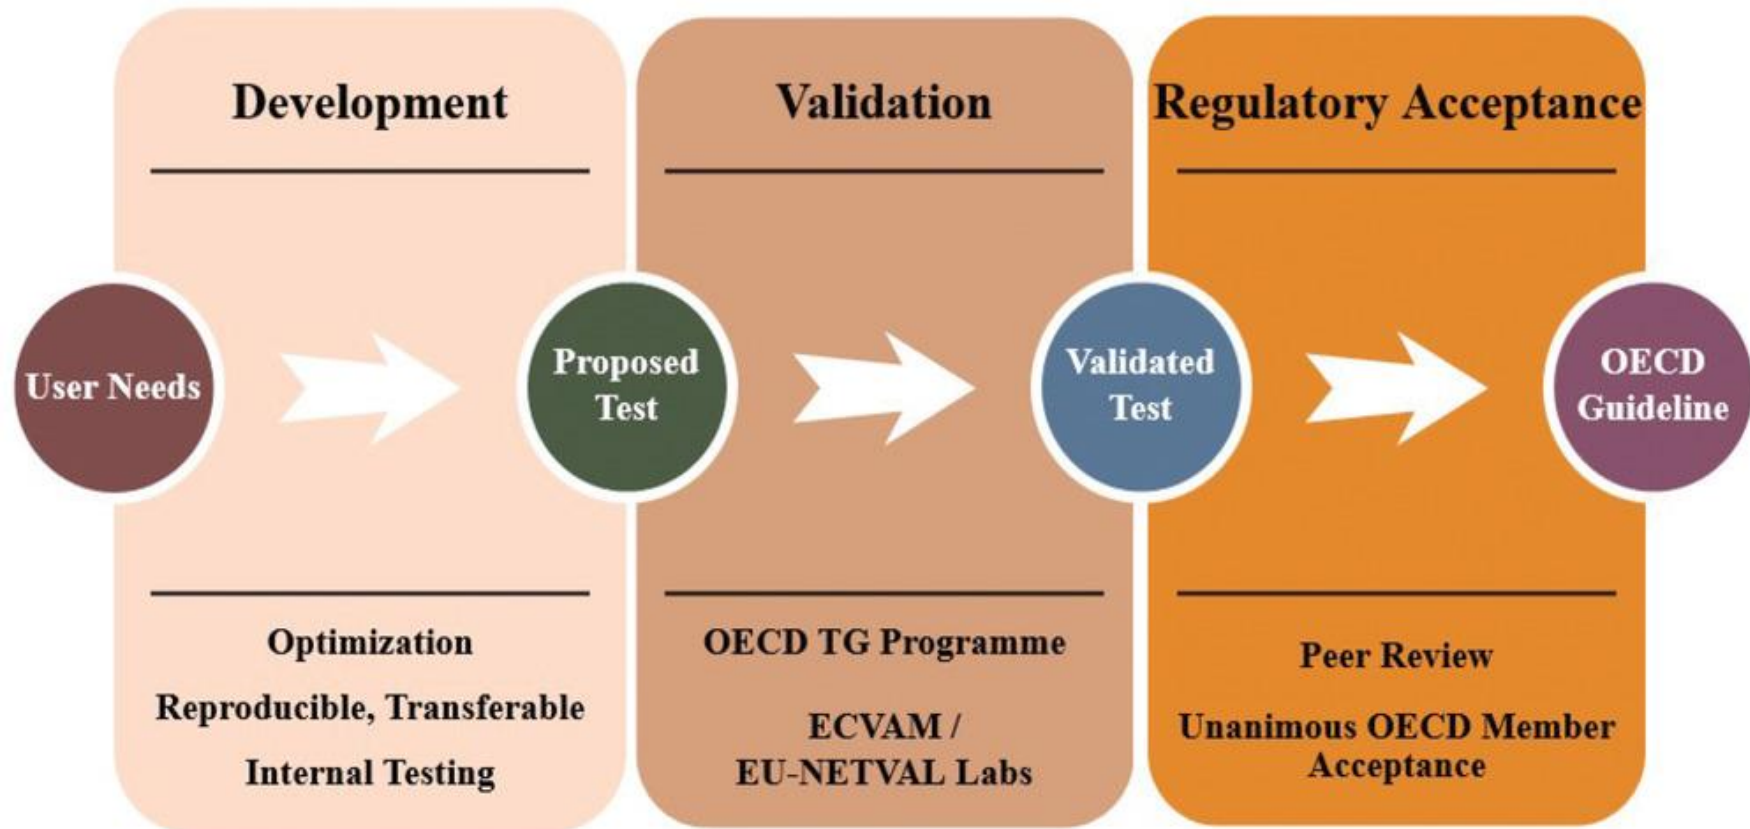 Development
Validation
Regulatory Acceptance
User Needs
Proposed
Test
Validated
Test
OECD
Guideline
Optimization
Reproducible, Transferable
Internal Testing
OECD TG Programme
ECVAM /
EU-NETVAL Labs
Peer Review
Unanimous OECD Member
Acceptance